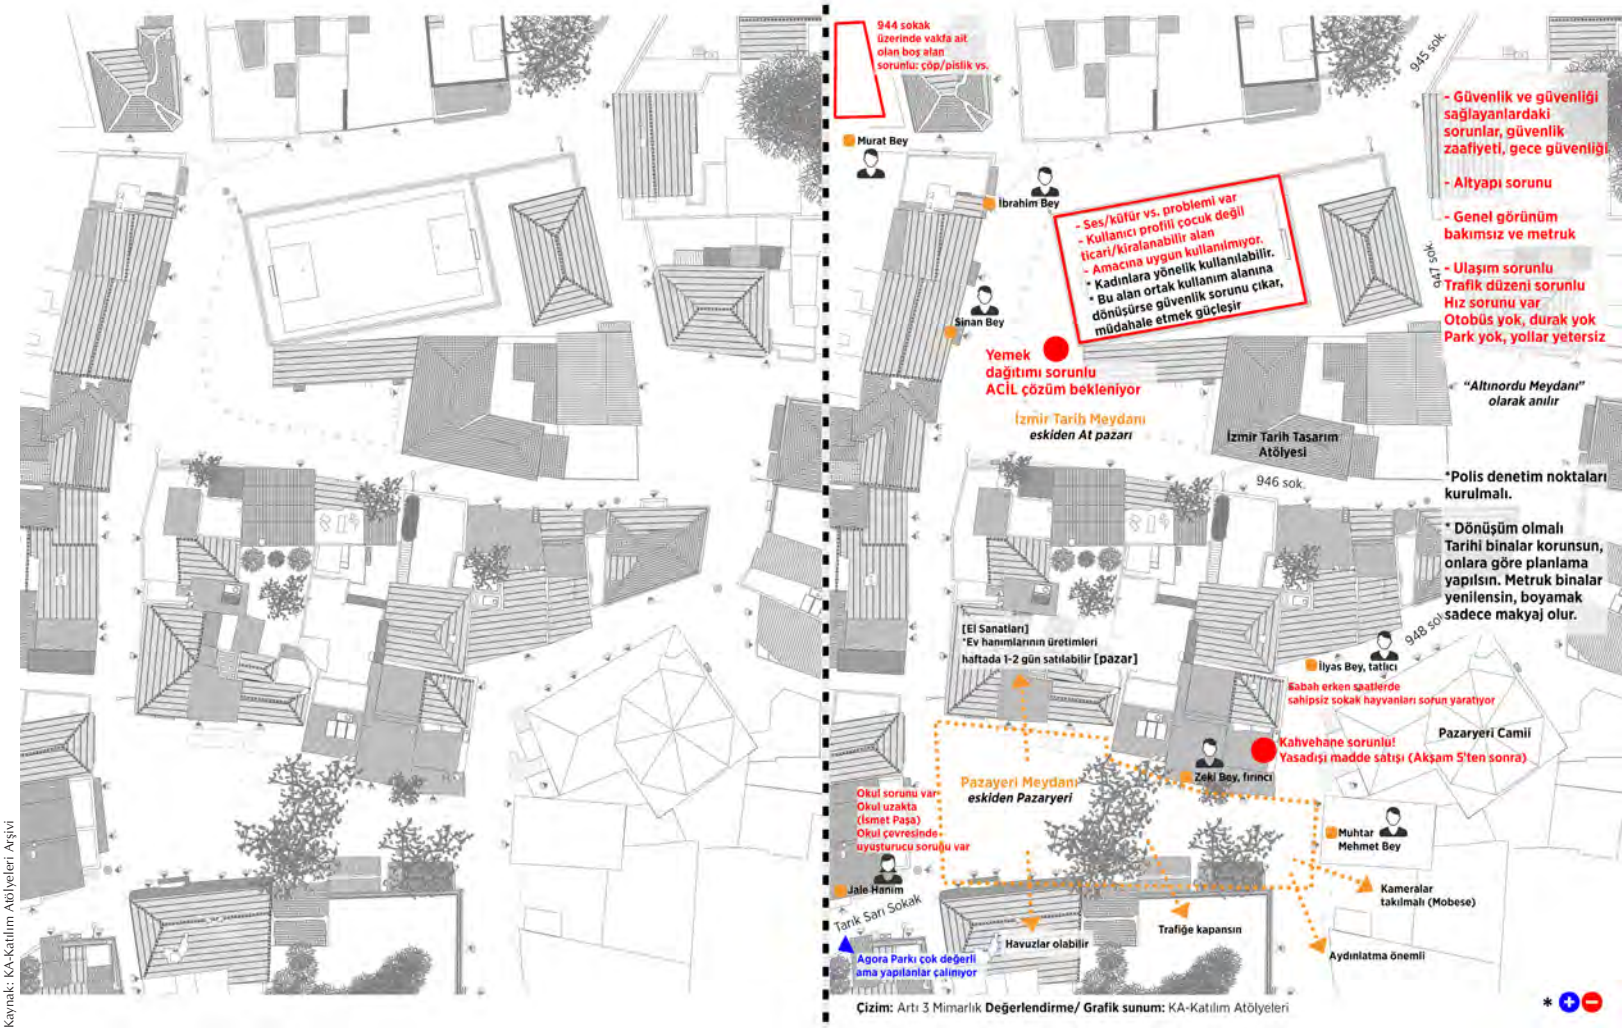 944 sokak
üzerinde vakfa ait
olan boş alan
sorunlu: çöp/pislik vs.
945 sok.
- Güvenlik ve güvenliği
sağlayanlardaki
sorunlar, güvenlik
zaafiyeti, gece güvenliği
- Altyapı sorunu
- Genel görünüm
bakımsız ve metruk
- Ulaşım sorunlu
Trafik düzeni sorunlu
Hız sorunu var
Otobüs yok, durak yok
Park yok, yollar yetersiz
Murat Bey
İbrahim Bey
- Ses/küfür vs. problemi var
- Kullanıcı profili çocuk değil
ticari/kiralanabilir alan
- Amacına uygun kullanılmıyor.
* Kadınlara yönelik kullanılabilir.
* Bu alan ortak kullanım alanına
dönüşürse güvenlik sorunu çıkar,
müdahale etmek güçleşir
947 sok.
Sinan Bey
Yemek
dağıtımı sorunlu
ACİL çözüm bekleniyor
"Altınordu Meydanı"
olarak anılır
İzmir Tarih Meydanı
eskiden At pazarı
İzmir Tarih Tasarım
Atölyesi
946 sok.
*Polis denetim noktaları
kurulmalı.
* Dönüşüm olmalı
Tarihi binalar korunsun,
onlara göre planlama
yapılsın. Metruk binalar
yenilensin, boyamak
sadece makyaj olur.
[El Sanatları]
*Ev hanımlarının üretimleri
haftada 1-2 gün satılabilir [pazar]
948 sok
İlyas Bey, tatlıcı
Sabah erken saatlerde
sahipsiz sokak hayvanları sorun yaratıyor
Pazaryeri Camii
Kahvehane sorunlu!
Yasadışı madde satışı (Akşam 5'ten sonra)
Zeki Bey, fırıncı
Pazayeri Meydanı
eskiden Pazaryeri
Okul sorunu var
Okul uzakta
(İsmet Paşa)
Okul çevresinde
uyuşturucu sorunu var
Muhtar
Mehmet Bey
Jale Hanım
Kameralar
takılmalı (Mobese)
Tarık Sarı Sokak
Trafiğe kapansın
Havuzlar olabilir
Aydınlatma önemli
Agora Parkı çok değerli
ama yapılanlar çalınıyor
Çizim: Artı 3 Mimarlık Değerlendirme/ Grafik sunum: KA-Katılım Atölyeleri
* + −
Kaynak: KA-Katılım Atölyeleri Arşivi